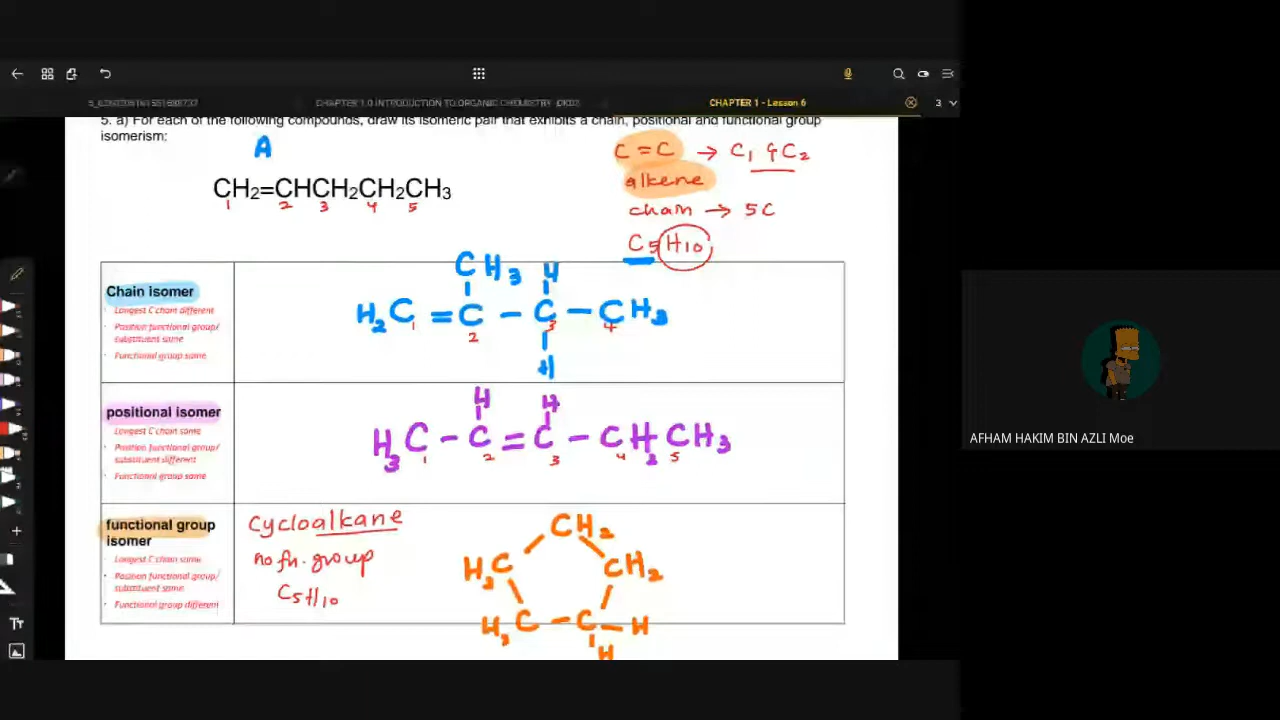 CHAPTER 1.0 INTRODUCTION TO ORGANIC CHEMISTRY (DK02
CHAPTER 1 - Lesson 6
3
5. a) For each of the following compounds, draw its isomeric pair that exhibits a chain, positional and functional group
isomerism:
A
CH2=CHCH2CH2CH3
1 2 3 4 5
C=C → C1 & C2
alkene
chain → 5C
C5H10
Chain isomer
Longest C chain different
Position functional group/
substituent same
Functional group same
CH3 H
H2C = C - C - CH3
1 2 3 4
H
positional isomer
Longest C chain same
Position functional group/
substituent different
Functional group same
H H
H3C - C = C - CH2CH3
1 2 3 4 5
functional group
isomer
Longest C chain same
Position functional group/
substituent same
Functional group different
Cycloalkane
no fn. group
C5H10
CH2
H2C CH2
H2C - C - H
H
Tт
AFHAM HAKIM BIN AZLI Moe